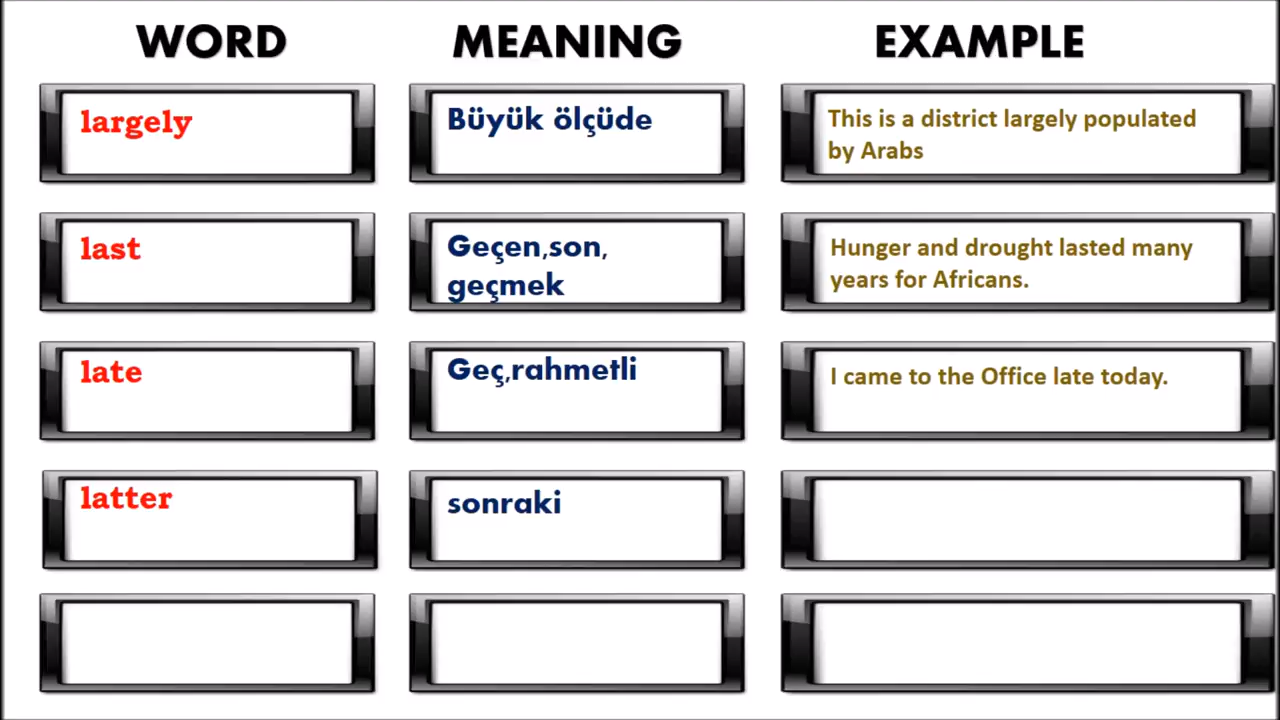 WORD MEANING EXAMPLE
largely
Büyük ölçüde
This is a district largely populated
by Arabs
last
Geçen,son,
geçmek
Hunger and drought lasted many
years for Africans.
late
Geç,rahmetli
I came to the Office late today.
latter
sonraki